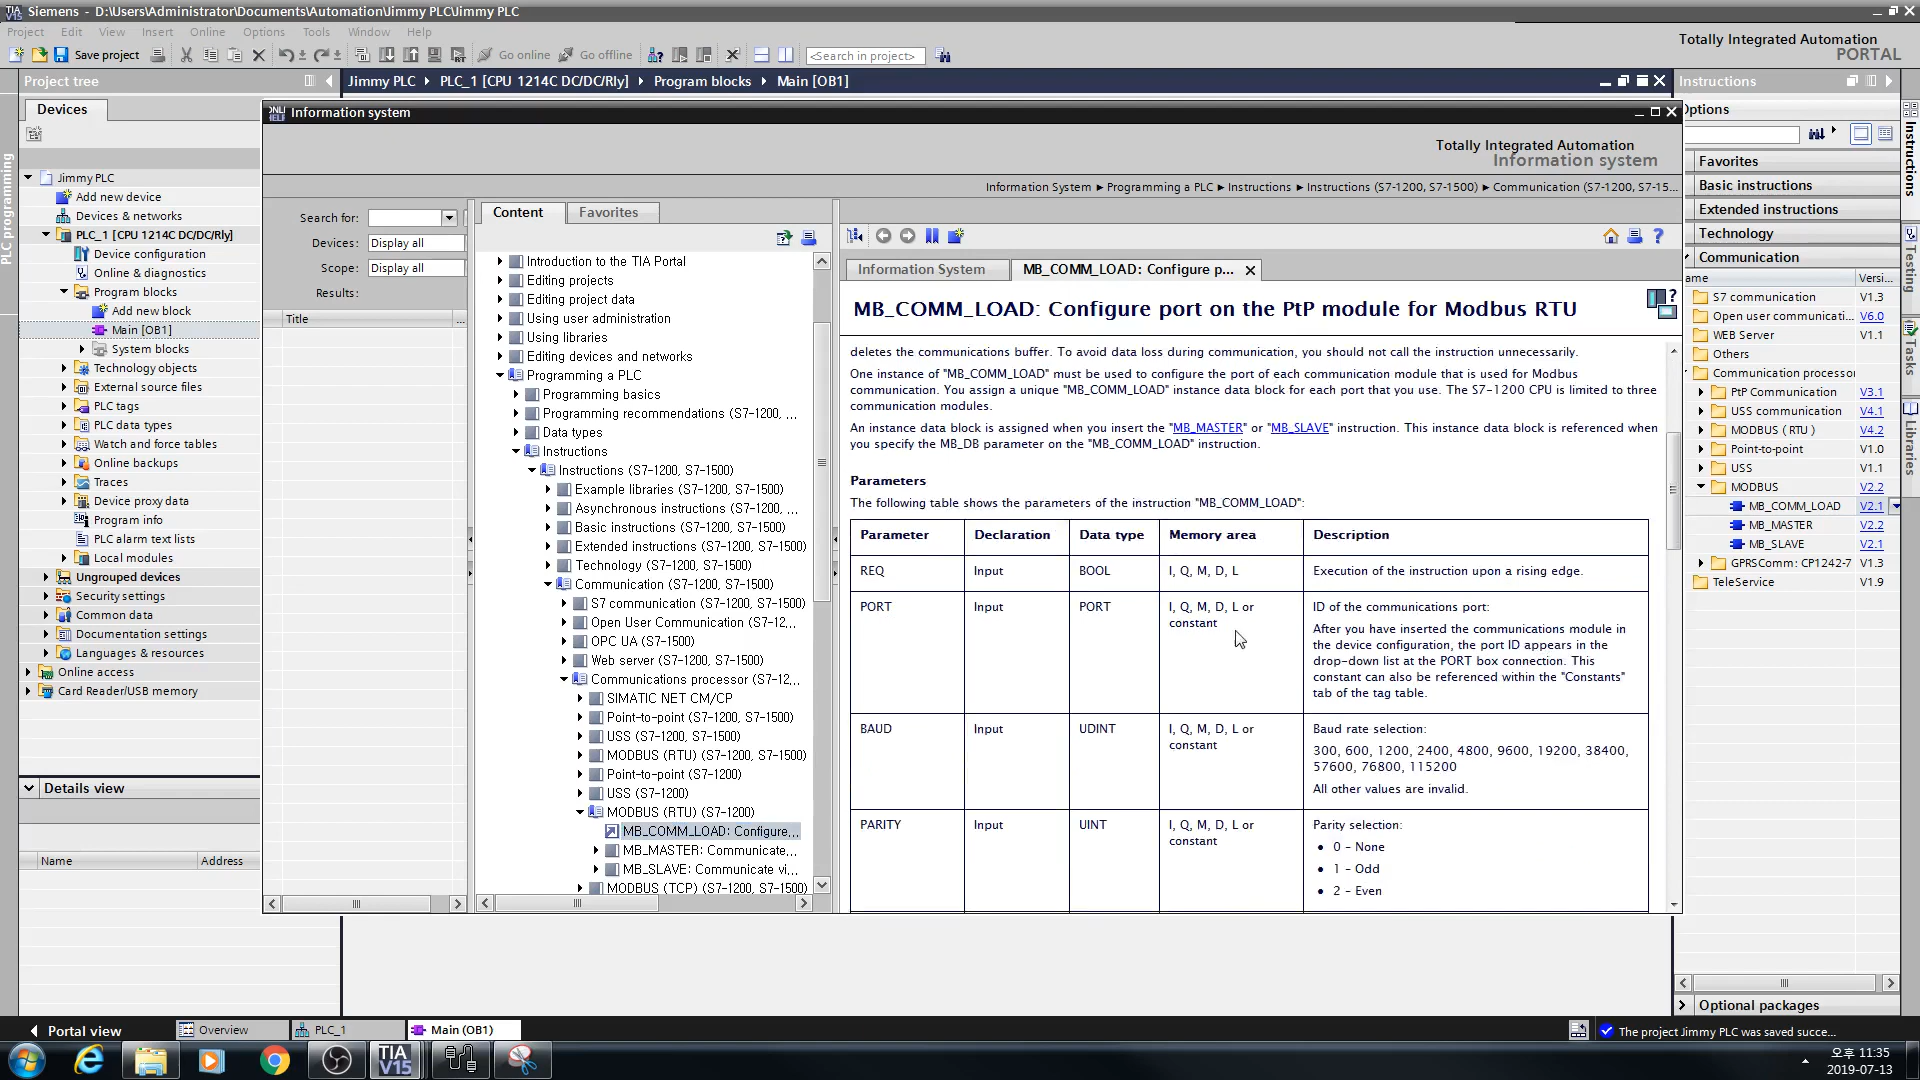 Siemens - D:\Users\Administrator\Documents\Automation\Jimmy PLC\Jimmy PLC
Project Edit View Insert Online Options Tools Window Help
Save project
Go online
Go offline
<Search in project>
Totally Integrated Automation
PORTAL
Project tree
Jimmy PLC PLC_1 [CPU 1214C DC/DC/Rly] Program blocks Main [OB1]
Instructions
Devices
PLC programming
Jimmy PLC
Add new device
Devices & networks
PLC_1 [CPU 1214C DC/DC/Rly]
Device configuration
Online & diagnostics
Program blocks
Add new block
Main [OB1]
System blocks
Technology objects
External source files
PLC tags
PLC data types
Watch and force tables
Online backups
Traces
Device proxy data
Program info
PLC alarm text lists
Local modules
Ungrouped devices
Security settings
Common data
Documentation settings
Languages & resources
Online access
Card Reader/USB memory
Details view
Name Address
Information system
Totally Integrated Automation
Information system
Information System ▸ Programming a PLC ▸ Instructions ▸ Instructions (S7-1200, S7-1500) ▸ Communication (S7-1200, S7-15...
Search for:
Devices: Display all
Scope: Display all
Results:
Title ...
Content Favorites
Introduction to the TIA Portal
Editing projects
Editing project data
Using user administration
Using libraries
Editing devices and networks
Programming a PLC
Programming basics
Programming recommendations (S7-1200, ...
Data types
Instructions
Instructions (S7-1200, S7-1500)
Example libraries (S7-1200, S7-1500)
Asynchronous instructions (S7-1200, ...
Basic instructions (S7-1200, S7-1500)
Extended instructions (S7-1200, S7-1500)
Technology (S7-1200, S7-1500)
Communication (S7-1200, S7-1500)
S7 communication (S7-1200, S7-1500)
Open User Communication (S7-12,...
OPC UA (S7-1500)
Web server (S7-1200, S7-1500)
Communications processor (S7-12,...
SIMATIC NET CM/CP
Point-to-point (S7-1200, S7-1500)
USS (S7-1200, S7-1500)
MODBUS (RTU) (S7-1200, S7-1500)
Point-to-point (S7-1200)
USS (S7-1200)
MODBUS (RTU) (S7-1200)
MB_COMM_LOAD: Configure,...
MB_MASTER: Communicate,...
MB_SLAVE: Communicate vi,...
MODBUS (TCP) (S7-1200, S7-1500)
Information System MB_COMM_LOAD: Configure p...
MB_COMM_LOAD: Configure port on the PtP module for Modbus RTU
deletes the communications buffer. To avoid data loss during communication, you should not call the instruction unnecessarily.
One instance of "MB_COMM_LOAD" must be used to configure the port of each communication module that is used for Modbus
communication. You assign a unique "MB_COMM_LOAD" instance data block for each port that you use. The S7-1200 CPU is limited to three
communication modules.
An instance data block is assigned when you insert the "MB_MASTER" or "MB_SLAVE" instruction. This instance data block is referenced when
you specify the MB_DB parameter on the "MB_COMM_LOAD" instruction.
Parameters
The following table shows the parameters of the instruction "MB_COMM_LOAD":
Parameter Declaration Data type Memory area Description
REQ Input BOOL I, Q, M, D, L Execution of the instruction upon a rising edge.
PORT Input PORT I, Q, M, D, L or constant ID of the communications port:
After you have inserted the communications module in
the device configuration, the port ID appears in the
drop-down list at the PORT box connection. This
constant can also be referenced within the "Constants"
tab of the tag table.
BAUD Input UDINT I, Q, M, D, L or constant Baud rate selection:
300, 600, 1200, 2400, 4800, 9600, 19200, 38400,
57600, 76800, 115200
All other values are invalid.
PARITY Input UINT I, Q, M, D, L or constant Parity selection:
• 0 - None
• 1 - Odd
• 2 - Even
Options
Favorites
Basic instructions
Extended instructions
Technology
Communication
ame Versi...
S7 communication V1.3
Open user communicati... V6.0
WEB Server V1.1
Others
Communication processor
PtP Communication V3.1
USS communication V4.1
MODBUS (RTU) V4.2
Point-to-point V1.0
USS V1.1
MODBUS V2.2
MB_COMM_LOAD V2.1
MB_MASTER V2.2
MB_SLAVE V2.1
GPRSComm: CP1242-7 V1.3
TeleService V1.9
Optional packages
Instructions
Testing
Tasks
Libraries
Portal view Overview PLC_1 Main (OB1)
The project Jimmy PLC was saved succe...
TIA
V15
오후 11:35
2019-07-13